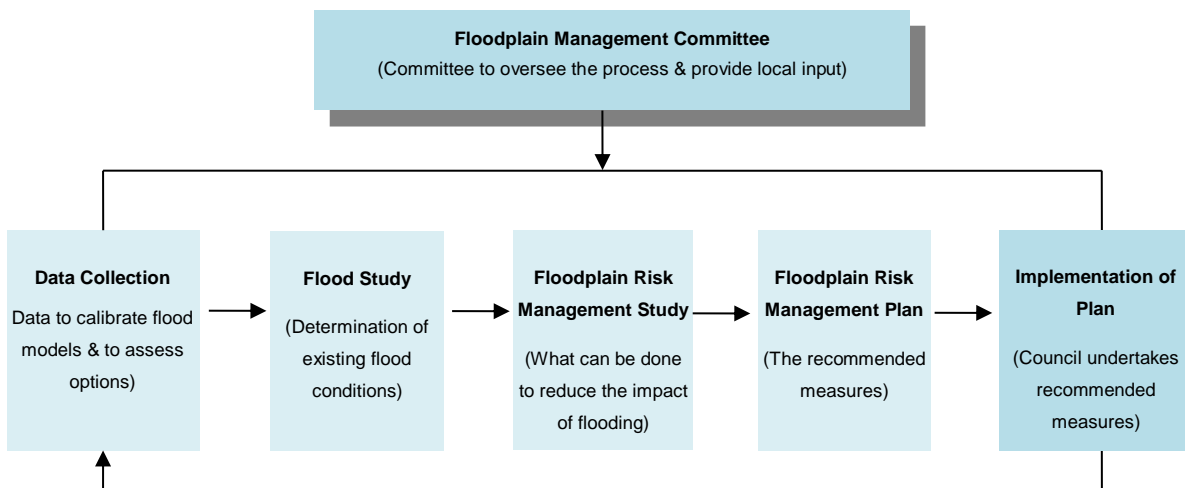 Floodplain Management Committee
(Committee to oversee the process & provide local input)
Data Collection
Data to calibrate flood
models & to assess
options)
Flood Study
(Determination of
existing flood
conditions)
Floodplain Risk
Management Study
(What can be done
to reduce the impact
of flooding)
Floodplain Risk
Management Plan
(The recommended
measures)
Implementation of
Plan
(Council undertakes
recommended
measures)